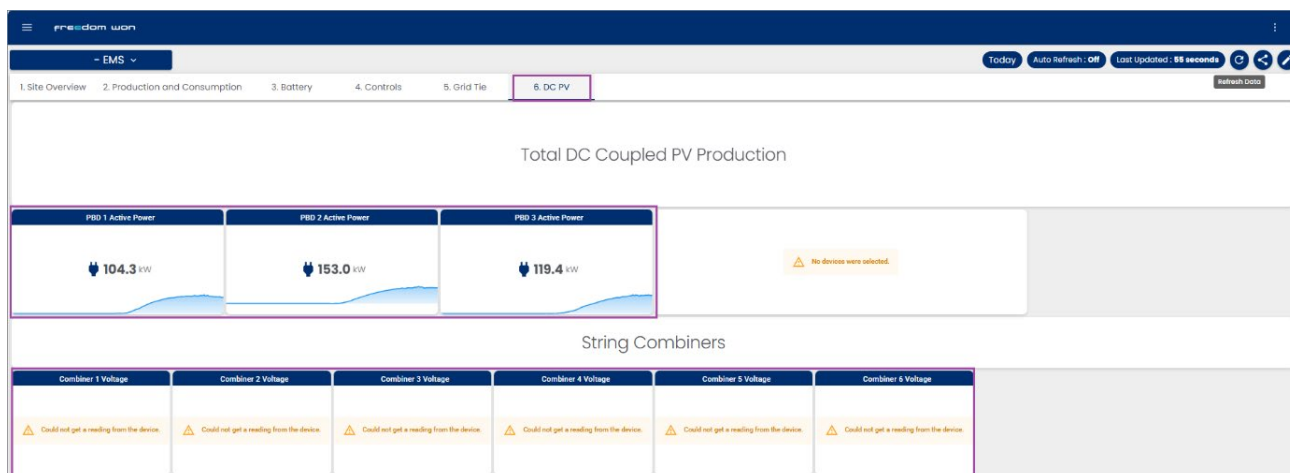 freedom won
- EMS
Today Auto Refresh : Off Last Updated : 55 seconds
Refresh Data
1. Site Overview 2. Production and Consumption 3. Battery 4. Controls 5. Grid Tie 6. DC PV
Total DC Coupled PV Production
PBD 1 Active Power PBD 2 Active Power PBD 3 Active Power
104.3 kW 153.0 kW 119.4 kW
No devices were selected.
String Combiners
Combiner 1 Voltage Combiner 2 Voltage Combiner 3 Voltage Combiner 4 Voltage Combiner 5 Voltage Combiner 6 Voltage
Could not get a reading from the device. Could not get a reading from the device. Could not get a reading from the device. Could not get a reading from the device. Could not get a reading from the device. Could not get a reading from the device.